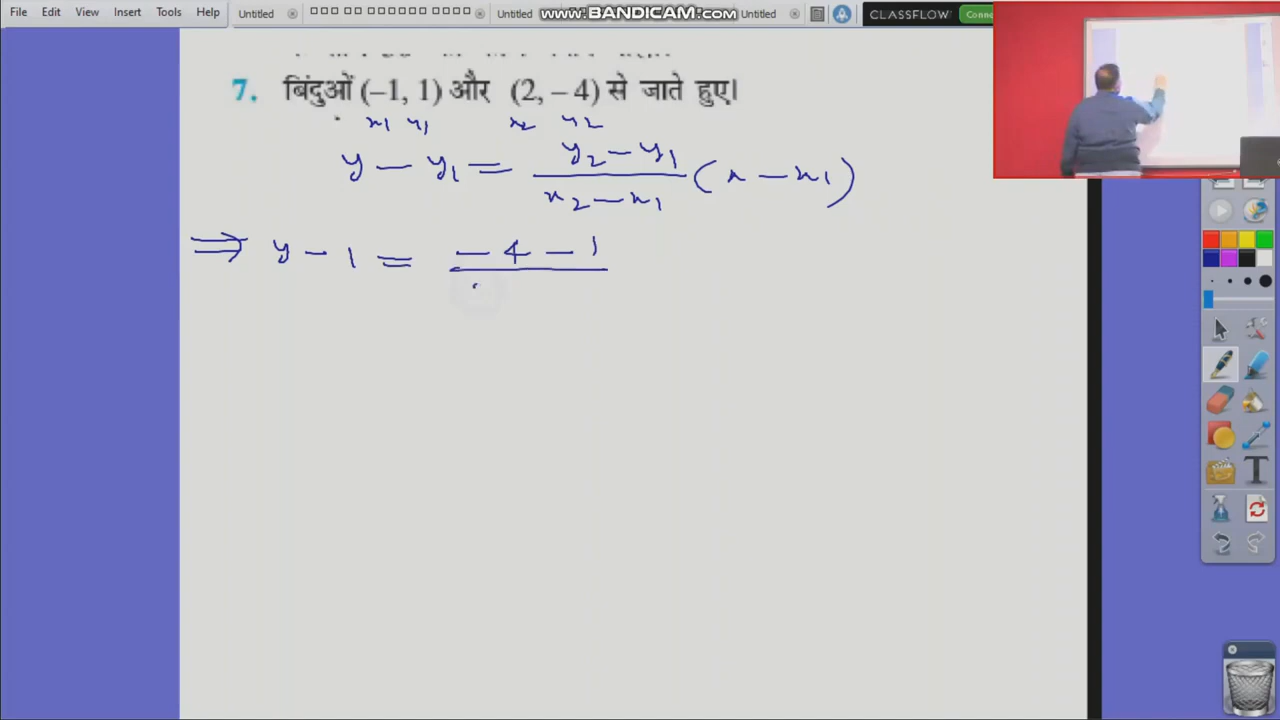 File Edit View Insert Tools Help Untitled Untitled www.BANDICAM.com Untitled CLASSFLOW
7. बिंदुओं (–1, 1) और (2, – 4) से जाते हुए।
x₁ y₁ x₂ y₂
y – y₁ = \frac{y₂ – y₁}{x₂ – x₁} (x – x₁)
⇒ y – 1 = – 4 – 1
T